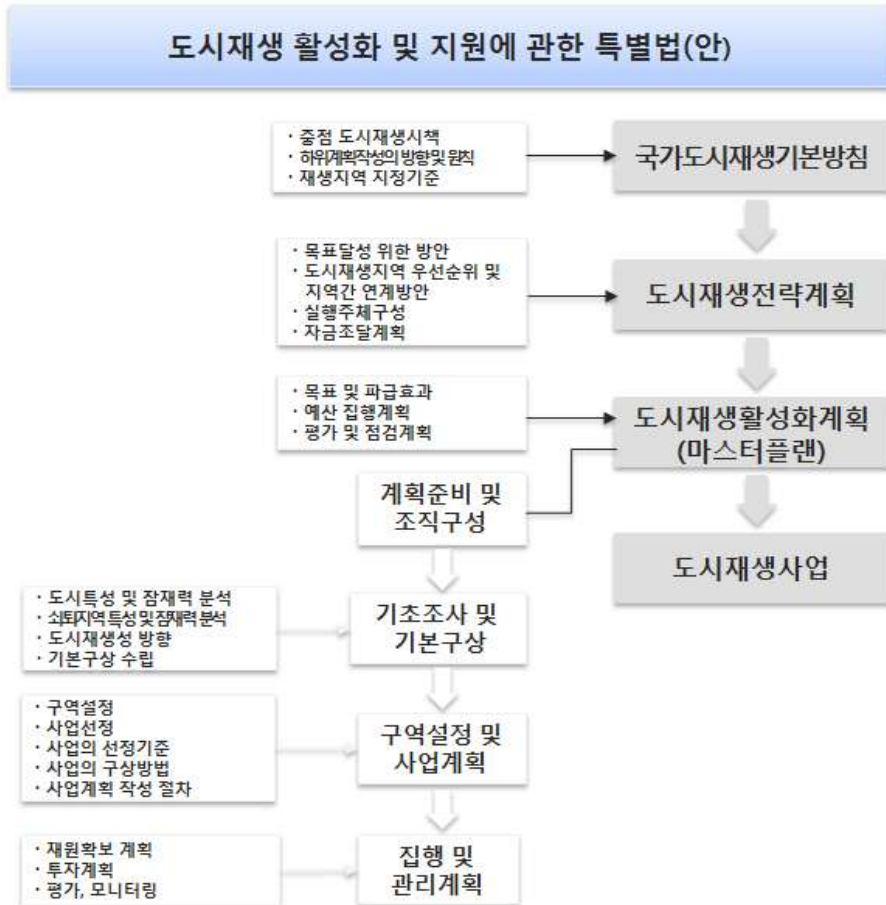 도시재생 활성화 및 지원에 관한 특별법(안)
· 중점 도시재생시책
· 하위계획작성의 방향 및 원칙
· 재생지역 지정기준
국가도시재생기본방침
· 목표달성 위한 방안
· 도시재생지역 우선순위 및
지역간 연계방안
· 실행주체구성
· 자금조달계획
도시재생전략계획
· 목표 및 파급효과
· 예산 집행계획
· 평가 및 점검계획
도시재생활성화계획
(마스터플랜)
계획준비 및
조직구성
도시재생사업
· 도시특성 및 잠재력 분석
· 쇠퇴지역 특성 및 잠재력 분석
· 도시재생성 방향
· 기본구상 수립
기초조사 및
기본구상
· 구역설정
· 사업선정
· 사업의 선정기준
· 사업의 구상방법
· 사업계획 작성 절차
구역설정 및
사업계획
· 재원확보 계획
· 투자계획
· 평가, 모니터링
집행 및
관리계획